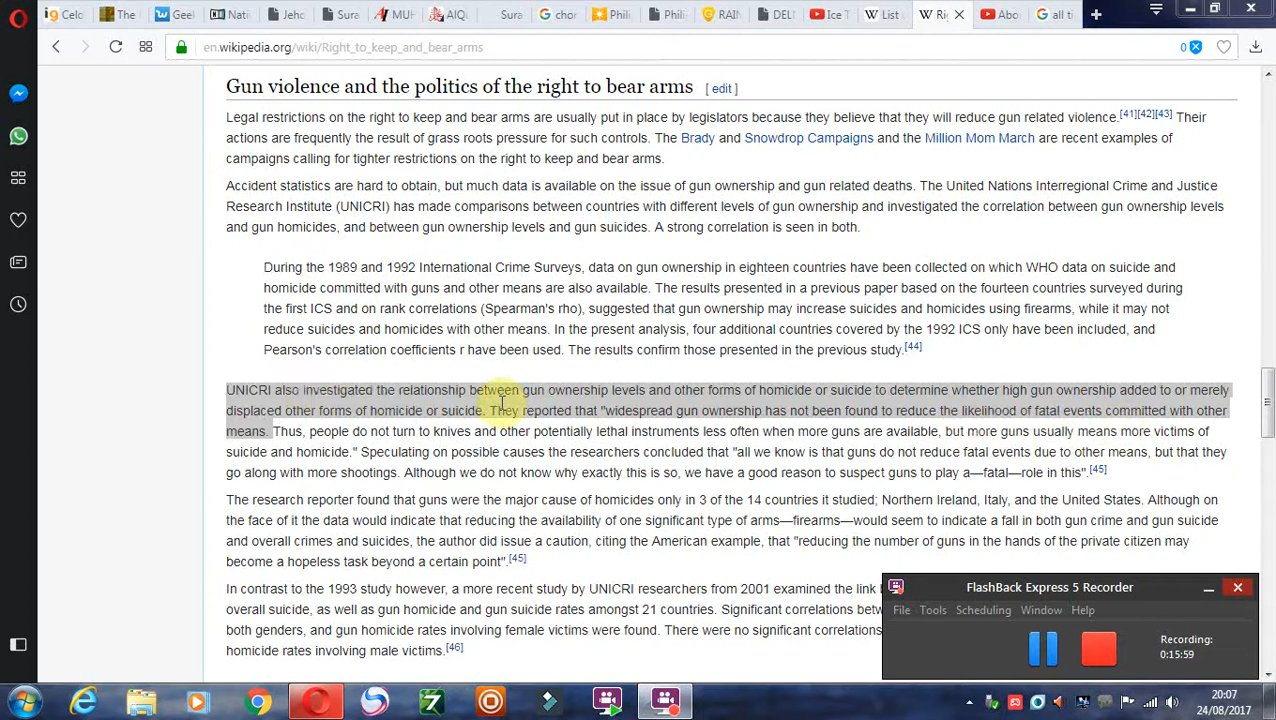 Celo
The
Geek
Nati
Jeho
Sura
MUH
AIQu
Sura
chor
Phili
Phili
RAIN
DELI
Ice T
List o
Rig
Abo
all ti
en.wikipedia.org/wiki/Right_to_keep_and_bear_arms
0
Gun violence and the politics of the right to bear arms [ edit ]
Legal restrictions on the right to keep and bear arms are usually put in place by legislators because they believe that they will reduce gun related violence.[41][42][43] Their
actions are frequently the result of grass roots pressure for such controls. The Brady and Snowdrop Campaigns and the Million Mom March are recent examples of
campaigns calling for tighter restrictions on the right to keep and bear arms.
Accident statistics are hard to obtain, but much data is available on the issue of gun ownership and gun related deaths. The United Nations Interregional Crime and Justice
Research Institute (UNICRI) has made comparisons between countries with different levels of gun ownership and investigated the correlation between gun ownership levels
and gun homicides, and between gun ownership levels and gun suicides. A strong correlation is seen in both.
During the 1989 and 1992 International Crime Surveys, data on gun ownership in eighteen countries have been collected on which WHO data on suicide and
homicide committed with guns and other means are also available. The results presented in a previous paper based on the fourteen countries surveyed during
the first ICS and on rank correlations (Spearman's rho), suggested that gun ownership may increase suicides and homicides using firearms, while it may not
reduce suicides and homicides with other means. In the present analysis, four additional countries covered by the 1992 ICS only have been included, and
Pearson's correlation coefficients r have been used. The results confirm those presented in the previous study.[44]
UNICRI also investigated the relationship between gun ownership levels and other forms of homicide or suicide to determine whether high gun ownership added to or merely
displaced other forms of homicide or suicide. They reported that "widespread gun ownership has not been found to reduce the likelihood of fatal events committed with other
means. Thus, people do not turn to knives and other potentially lethal instruments less often when more guns are available, but more guns usually means more victims of
suicide and homicide." Speculating on possible causes the researchers concluded that "all we know is that guns do not reduce fatal events due to other means, but that they
go along with more shootings. Although we do not know why exactly this is so, we have a good reason to suspect guns to play a—fatal—role in this".[45]
The research reporter found that guns were the major cause of homicides only in 3 of the 14 countries it studied; Northern Ireland, Italy, and the United States. Although on
the face of it the data would indicate that reducing the availability of one significant type of arms—firearms—would seem to indicate a fall in both gun crime and gun suicide
and overall crimes and suicides, the author did issue a caution, citing the American example, that "reducing the number of guns in the hands of the private citizen may
become a hopeless task beyond a certain point".[45]
In contrast to the 1993 study however, a more recent study by UNICRI researchers from 2001 examined the link b
overall suicide, as well as gun homicide and gun suicide rates amongst 21 countries. Significant correlations betw
both genders, and gun homicide rates involving female victims were found. There were no significant correlations
homicide rates involving male victims.[46]
FlashBack Express 5 Recorder
File Tools Scheduling Window Help
Recording:
0:15:59
20:07
24/08/2017